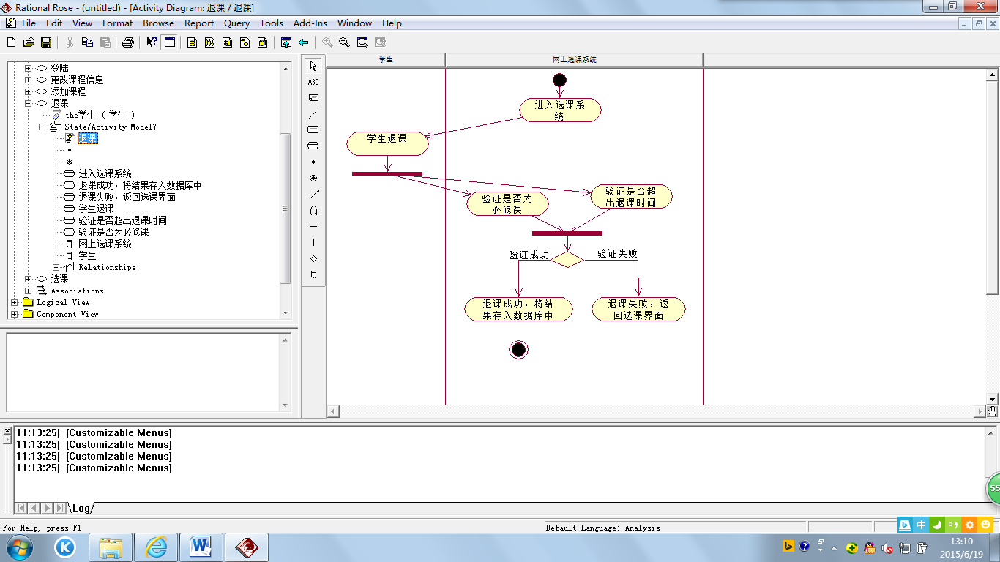 Rational Rose - (untitled) - [Activity Diagram: 退课 / 退课]
File Edit View Format Browse Report Query Tools Add-Ins Window Help
ABC
登陆
更改课程信息
添加课程
退课
the学生 ( 学生 )
State/Activity Model7
退课
进入选课系统
退课成功，将结果存入数据库中
退课失败，返回选课界面
学生退课
验证是否超出退课时间
验证是否为必修课
网上选课系统
学生
Relationships
选课
Associations
Logical View
Component View
学生
网上选课系统
进入选课系
统
学生退课
验证是否为
必修课
验证是否超
出退课时间
验证成功
验证失败
退课成功，将结
果存入数据库中
退课失败，返
回选课界面
11:13:25| [Customizable Menus]
11:13:25| [Customizable Menus]
11:13:25| [Customizable Menus]
11:13:25| [Customizable Menus]
Log
55
For Help, press F1
Default Language: Analysis
中
K
W
13:10
2015/6/19